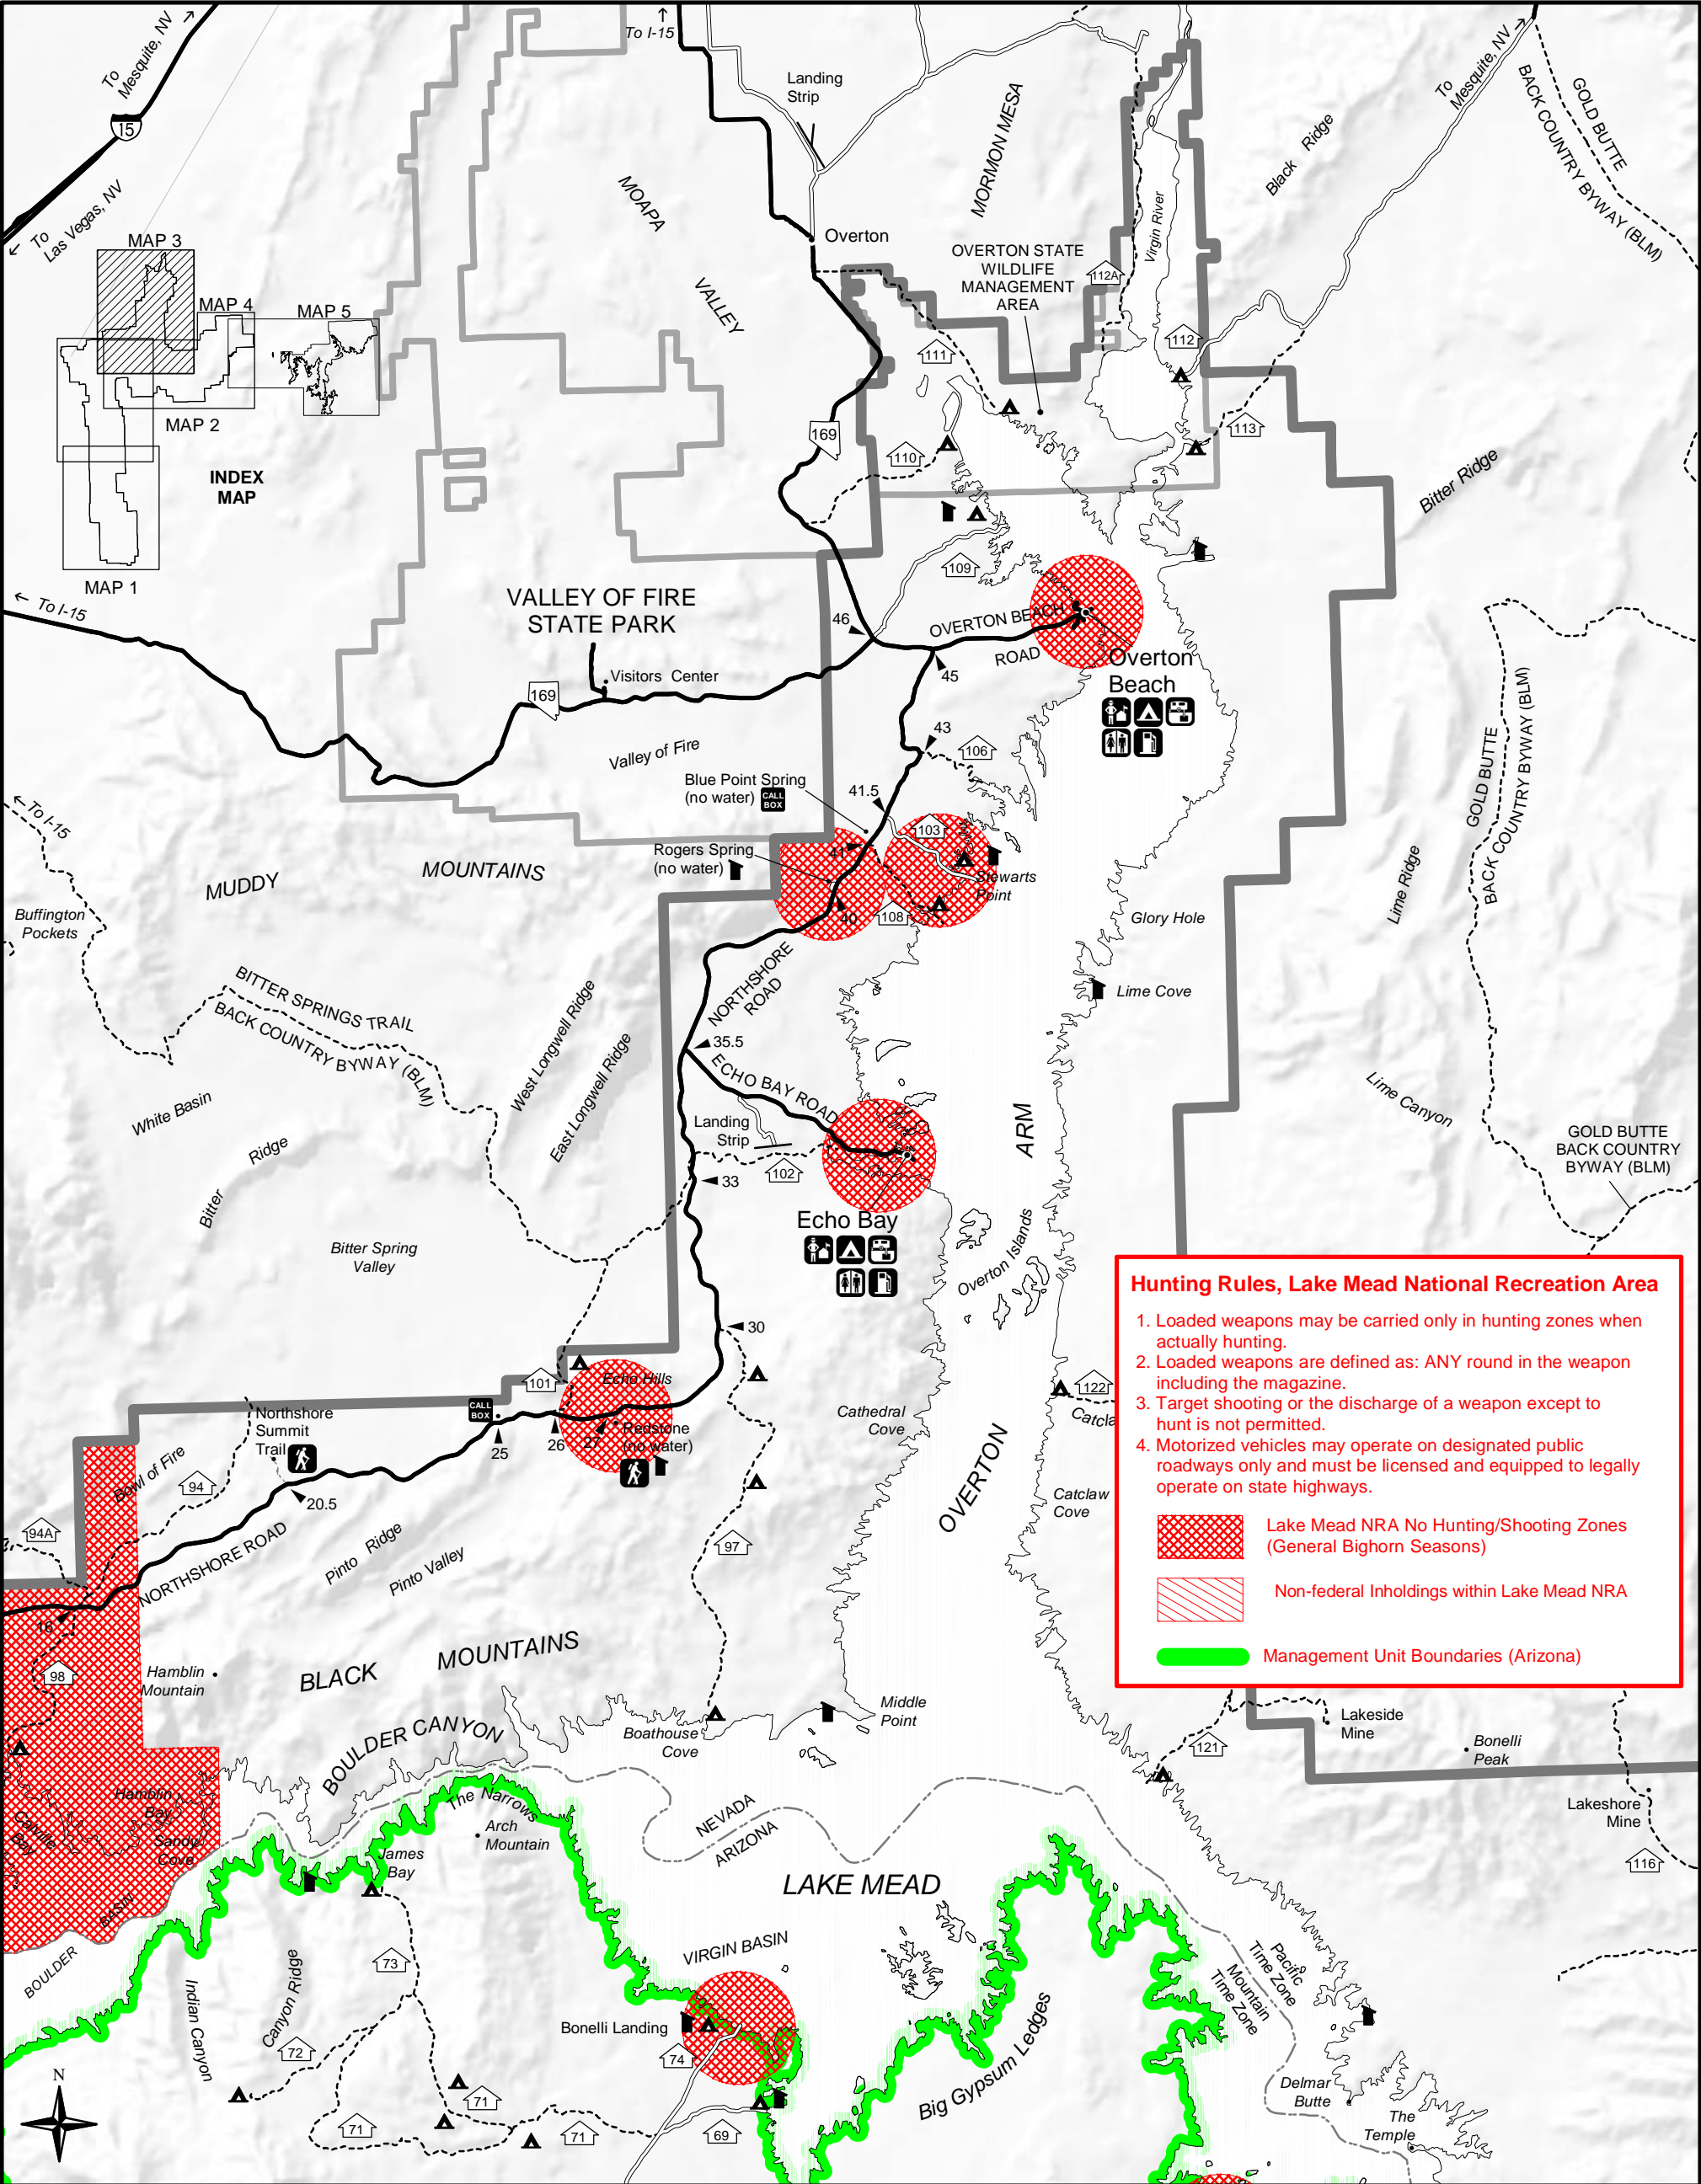 To
Mesquite, NV
15
To
Las Vegas, NV
To I-15
Landing
Strip
MORMON MESA
Black Ridge
To
Mesquite, NV
GOLD BUTTE
BACK COUNTRY BYWAY (BLM)
MOAPA
VALLEY
Overton
Virgin River
OVERTON STATE
WILDLIFE
MANAGEMENT
AREA
112A
112
111
113
110
169
109
MAP 3
MAP 4
MAP 5
MAP 2
INDEX
MAP
MAP 1
Bitter Ridge
To I-15
VALLEY OF FIRE
STATE PARK
Visitors Center
169
46
OVERTON BEACH
ROAD
45
Overton
Beach
Valley of Fire
43
106
Blue Point Spring
(no water)
CALL
BOX
41.5
103
41
Rogers Spring
(no water)
Stewarts
Point
40
108
To I-15
MUDDY
MOUNTAINS
Buffington
Pockets
Glory Hole
Lime Cove
Lime Ridge
GOLD BUTTE
BACK COUNTRY BYWAY (BLM)
BITTER SPRINGS TRAIL
BACK COUNTRY BYWAY (BLM)
West Longwell Ridge
East Longwell Ridge
NORTHSHORE
ROAD
35.5
ECHO BAY ROAD
Landing
Strip
102
33
White Basin
Bitter Ridge
Lime Canyon
GOLD BUTTE
BACK COUNTRY
BYWAY (BLM)
Echo Bay
Overton Islands
OVERTON ARM
Bitter Spring
Valley
30
Hunting Rules, Lake Mead National Recreation Area
1. Loaded weapons may be carried only in hunting zones when
actually hunting.
2. Loaded weapons are defined as: ANY round in the weapon
including the magazine.
3. Target shooting or the discharge of a weapon except to
hunt is not permitted.
4. Motorized vehicles may operate on designated public
roadways only and must be licensed and equipped to legally
operate on state highways.
Lake Mead NRA No Hunting/Shooting Zones
(General Bighorn Seasons)
Non-federal Inholdings within Lake Mead NRA
Management Unit Boundaries (Arizona)
101
Echo Hills
122
Catcla
Catclaw
Cove
Cathedral
Cove
CALL
BOX
25
26
27
Redstone
(no water)
Northshore
Summit
Trail
Bowl of Fire
94
94A
20.5
NORTHSHORE ROAD
Pinto Ridge
Pinto Valley
97
16
98
Hamblin
Mountain
BLACK MOUNTAINS
BOULDER CANYON
Boathouse
Cove
Middle
Point
121
Lakeside
Mine
Bonelli
Peak
Lakeshore
Mine
116
Hamblin
Bay
Callville
Bay
Sandy
Cove
The Narrows
Arch
Mountain
James
Bay
NEVADA
ARIZONA
LAKE MEAD
VIRGIN BASIN
BOULDER
BASIN
Indian Canyon
Canyon Ridge
73
72
Bonelli Landing
74
71
71
71
69
Big Gypsum Ledges
Pacific
Time Zone
Mountain
Time Zone
Delmar
Butte
The
Temple
N